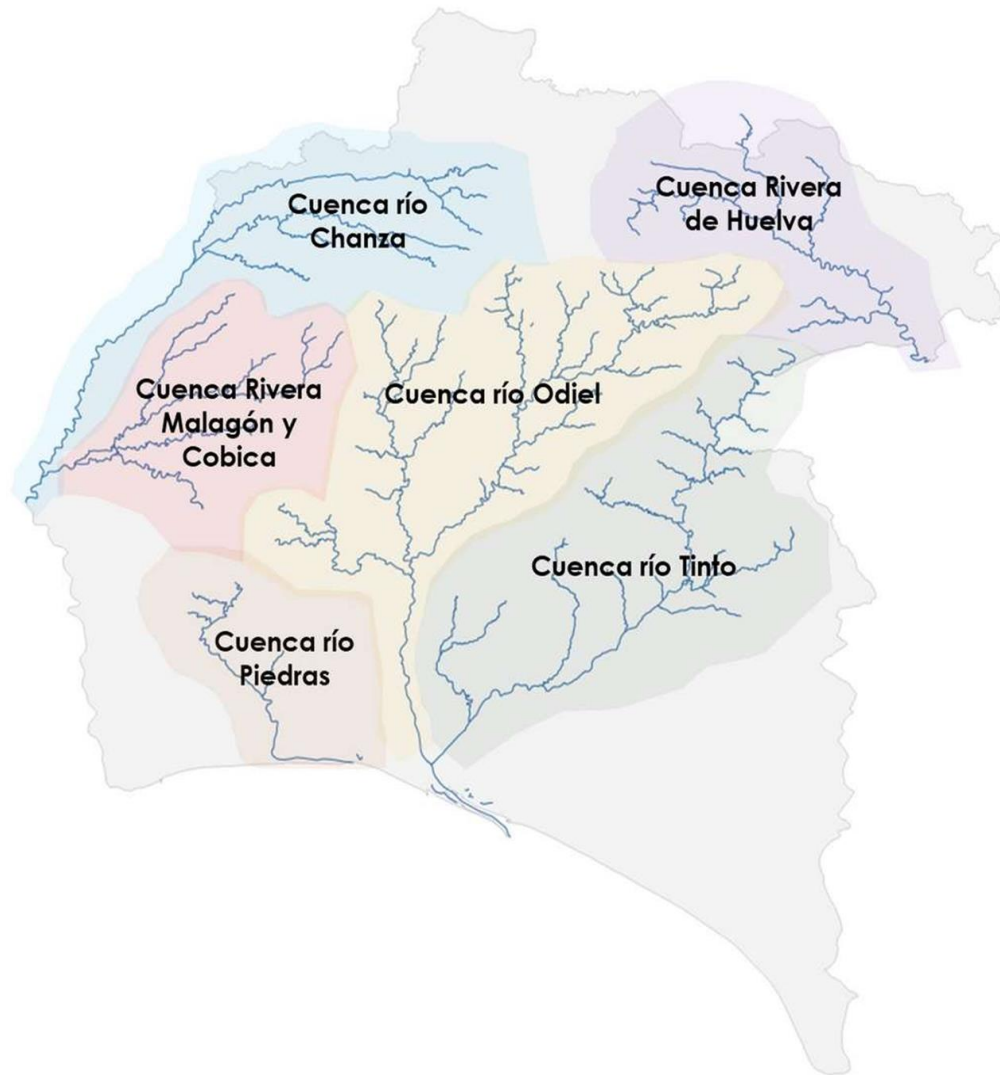 Cuenca río
Chanza
Cuenca Rivera
de Huelva
Cuenca Rivera
Malagón y
Cobica
Cuenca río Odiel
Cuenca río Tinto
Cuenca río
Piedras